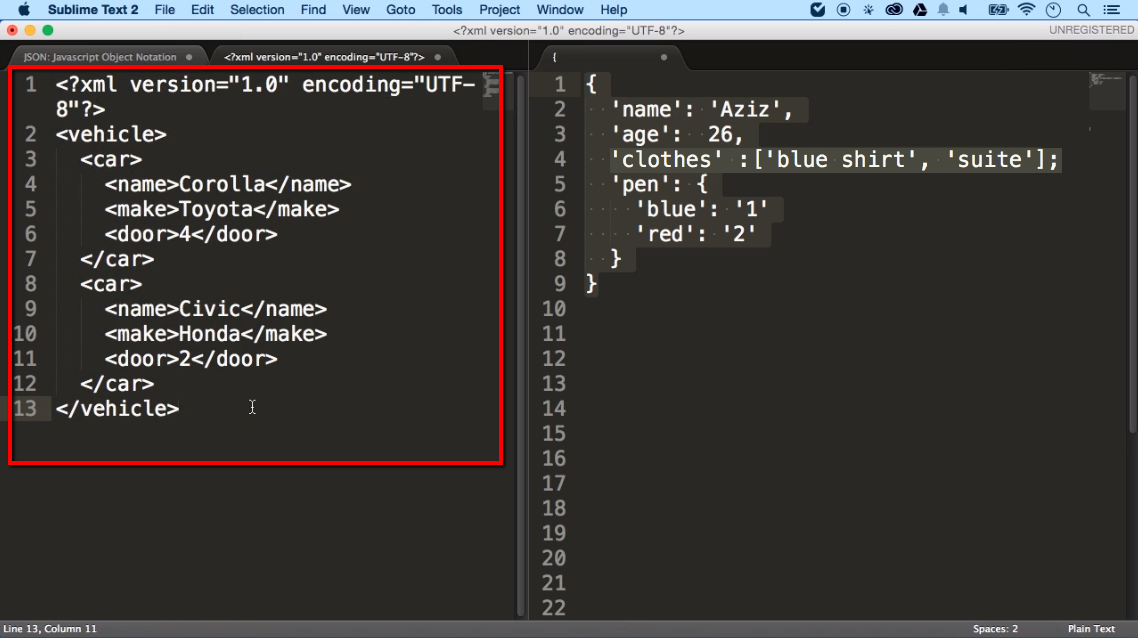 Sublime Text 2 File Edit Selection Find View Goto Tools Project Window Help
<?xml version="1.0" encoding="UTF-8"?>
UNREGISTERED
JSON: Javascript Object Notation
<?xml version="1.0" encoding="UTF-8"?>
{
1 <?xml version="1.0" encoding="UTF-
8"?>
2 <vehicle>
3 <car>
4 <name>Corolla</name>
5 <make>Toyota</make>
6 <door>4</door>
7 </car>
8 <car>
9 <name>Civic</name>
10 <make>Honda</make>
11 <door>2</door>
12 </car>
13 </vehicle>
1 {
2 'name': 'Aziz',
3 'age': 26,
4 'clothes' :['blue shirt', 'suite'];
5 'pen': {
6 'blue': '1'
7 'red': '2'
8 }
9 }
10
11
12
13
14
15
16
17
18
19
20
21
22
Line 13, Column 11
Spaces: 2
Plain Text